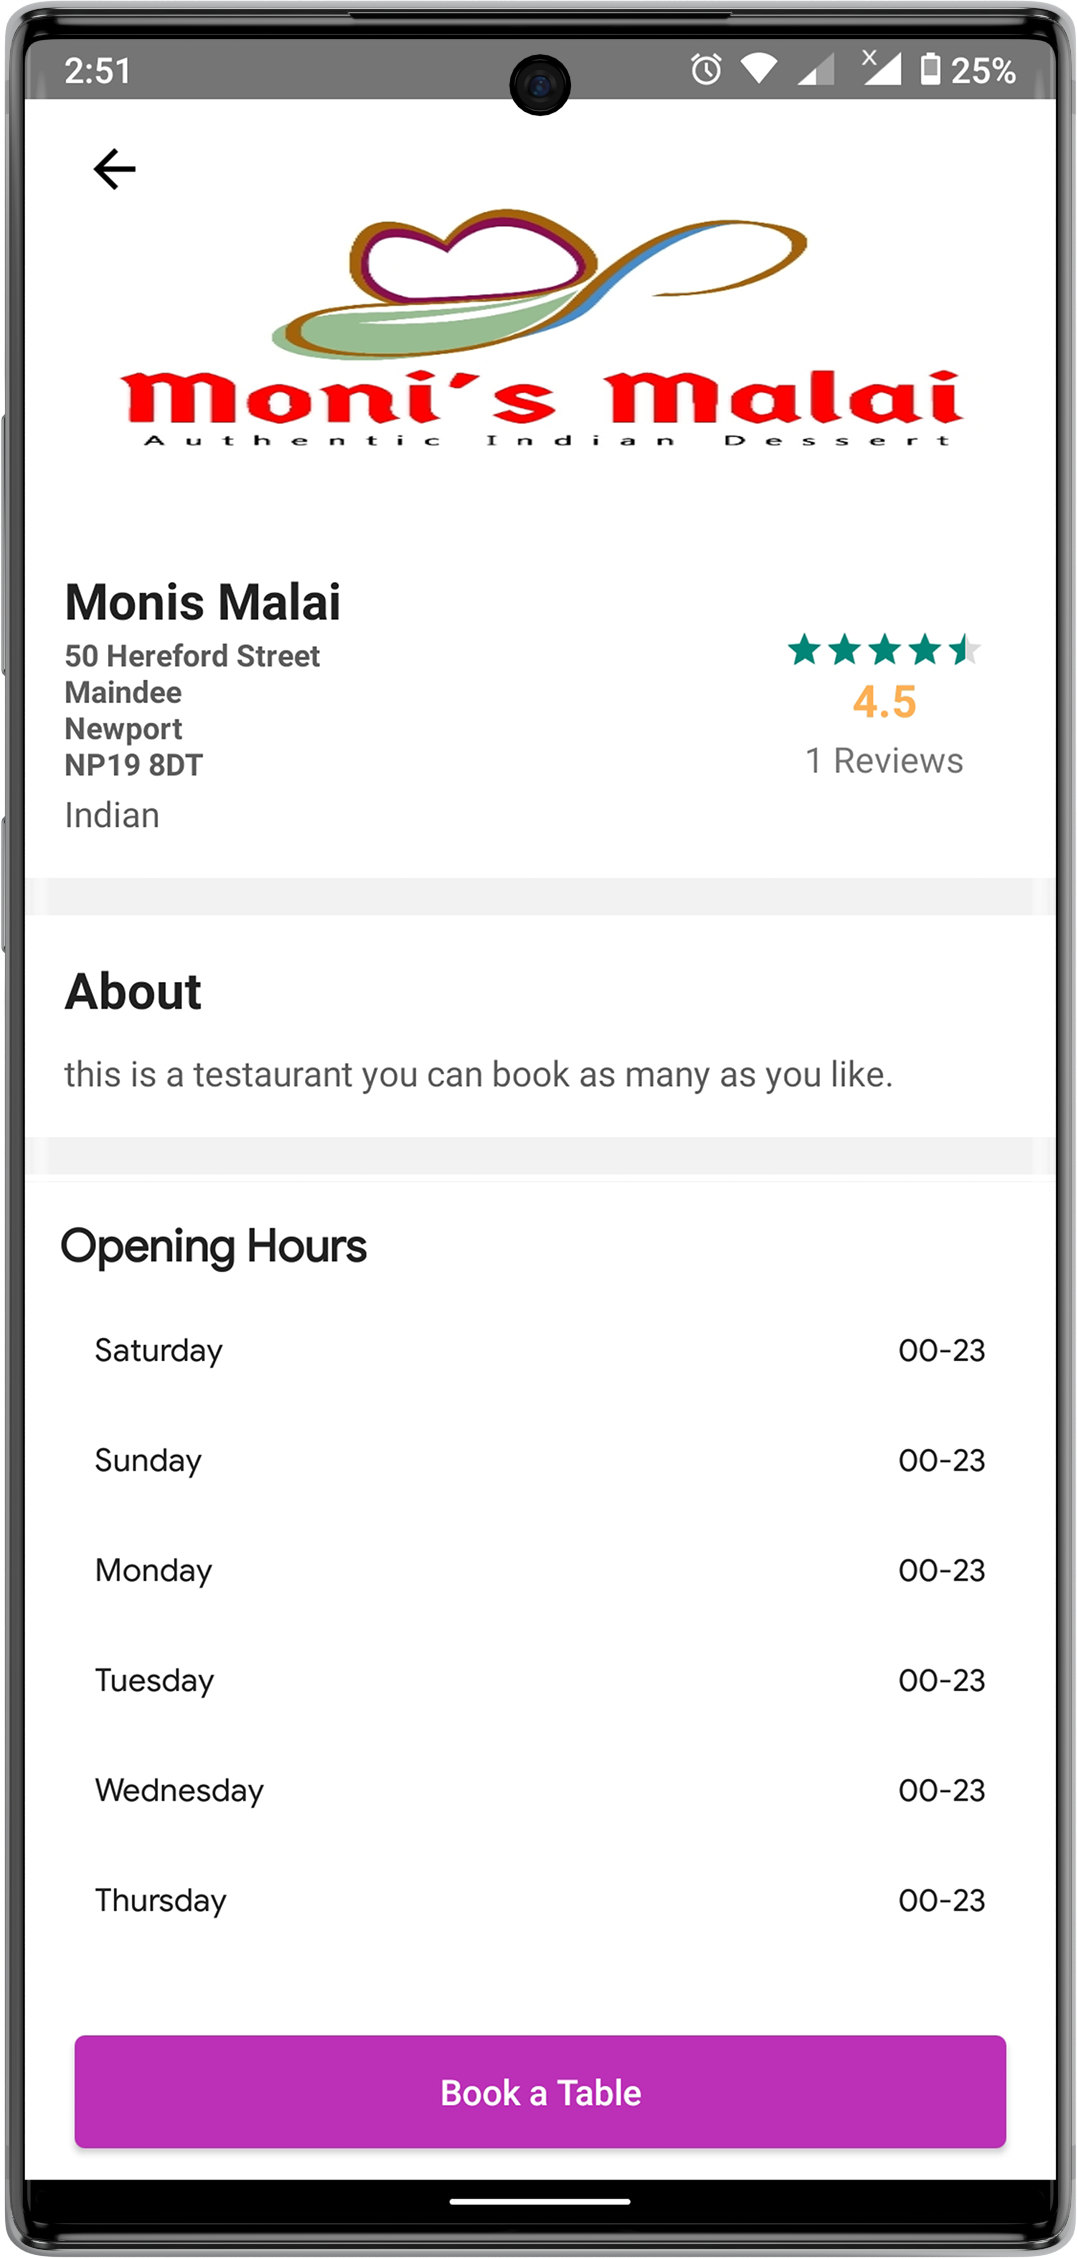 2:51
X
25%
Moni's Malai
Authentic Indian Dessert
Monis Malai
50 Hereford Street
Maindee
Newport
NP19 8DT
Indian
4.5
1 Reviews
About
this is a testaurant you can book as many as you like.
Opening Hours
Saturday 00-23
Sunday 00-23
Monday 00-23
Tuesday 00-23
Wednesday 00-23
Thursday 00-23
Book a Table